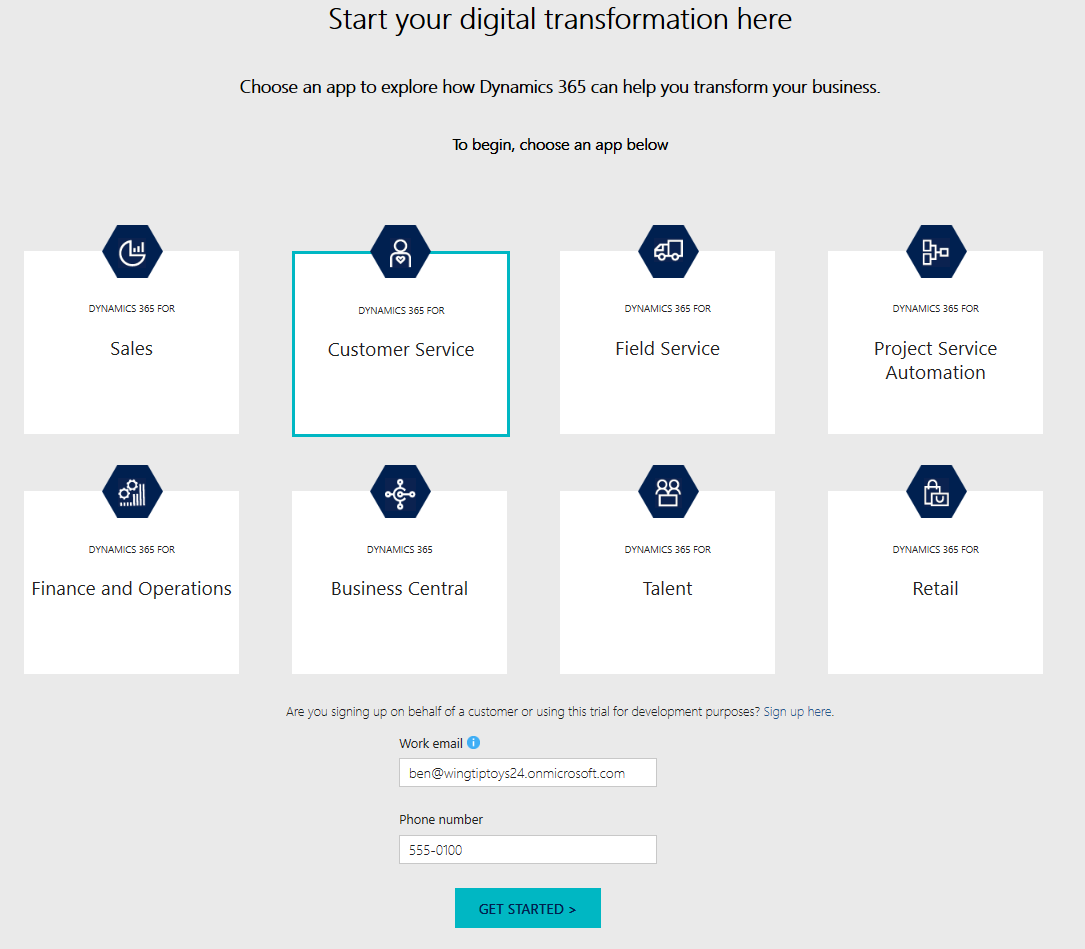 Start your digital transformation here
Choose an app to explore how Dynamics 365 can help you transform your business.
To begin, choose an app below
DYNAMICS 365 FOR
Sales
DYNAMICS 365 FOR
Customer Service
DYNAMICS 365 FOR
Field Service
DYNAMICS 365 FOR
Project Service
Automation
DYNAMICS 365 FOR
Finance and Operations
DYNAMICS 365
Business Central
DYNAMICS 365 FOR
Talent
DYNAMICS 365 FOR
Retail
Are you signing up on behalf of a customer or using this trial for development purposes? Sign up here.
Work email
ben@wingtiptoys24.onmicrosoft.com
Phone number
555-0100
GET STARTED >